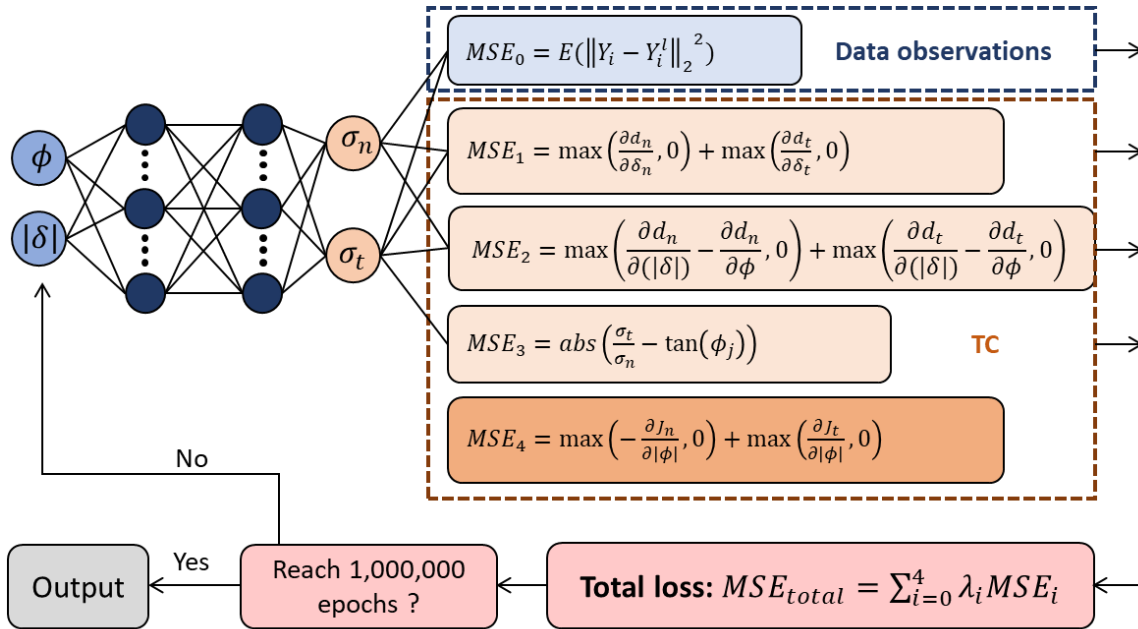 ϕ
|δ|
σₙ
σₜ
MSE₀ = E(‖Yᵢ − Yᵢˡ‖₂²)
Data observations
MSE₁ = max(∂dₙ/∂δₙ, 0) + max(∂dₜ/∂δₜ, 0)
MSE₂ = max(∂dₙ/∂(|δ|) − ∂dₙ/∂ϕ, 0) + max(∂dₜ/∂(|δ|) − ∂dₜ/∂ϕ, 0)
MSE₃ = abs(σₜ/σₙ − tan(ϕⱼ))
TC
MSE₄ = max(−∂Jₙ/∂|ϕ|, 0) + max(∂Jₜ/∂|ϕ|, 0)
No
Yes
Output
Reach 1,000,000
epochs ?
Total loss: MSE_total = ∑_{i=0}^{4} λᵢMSEᵢ